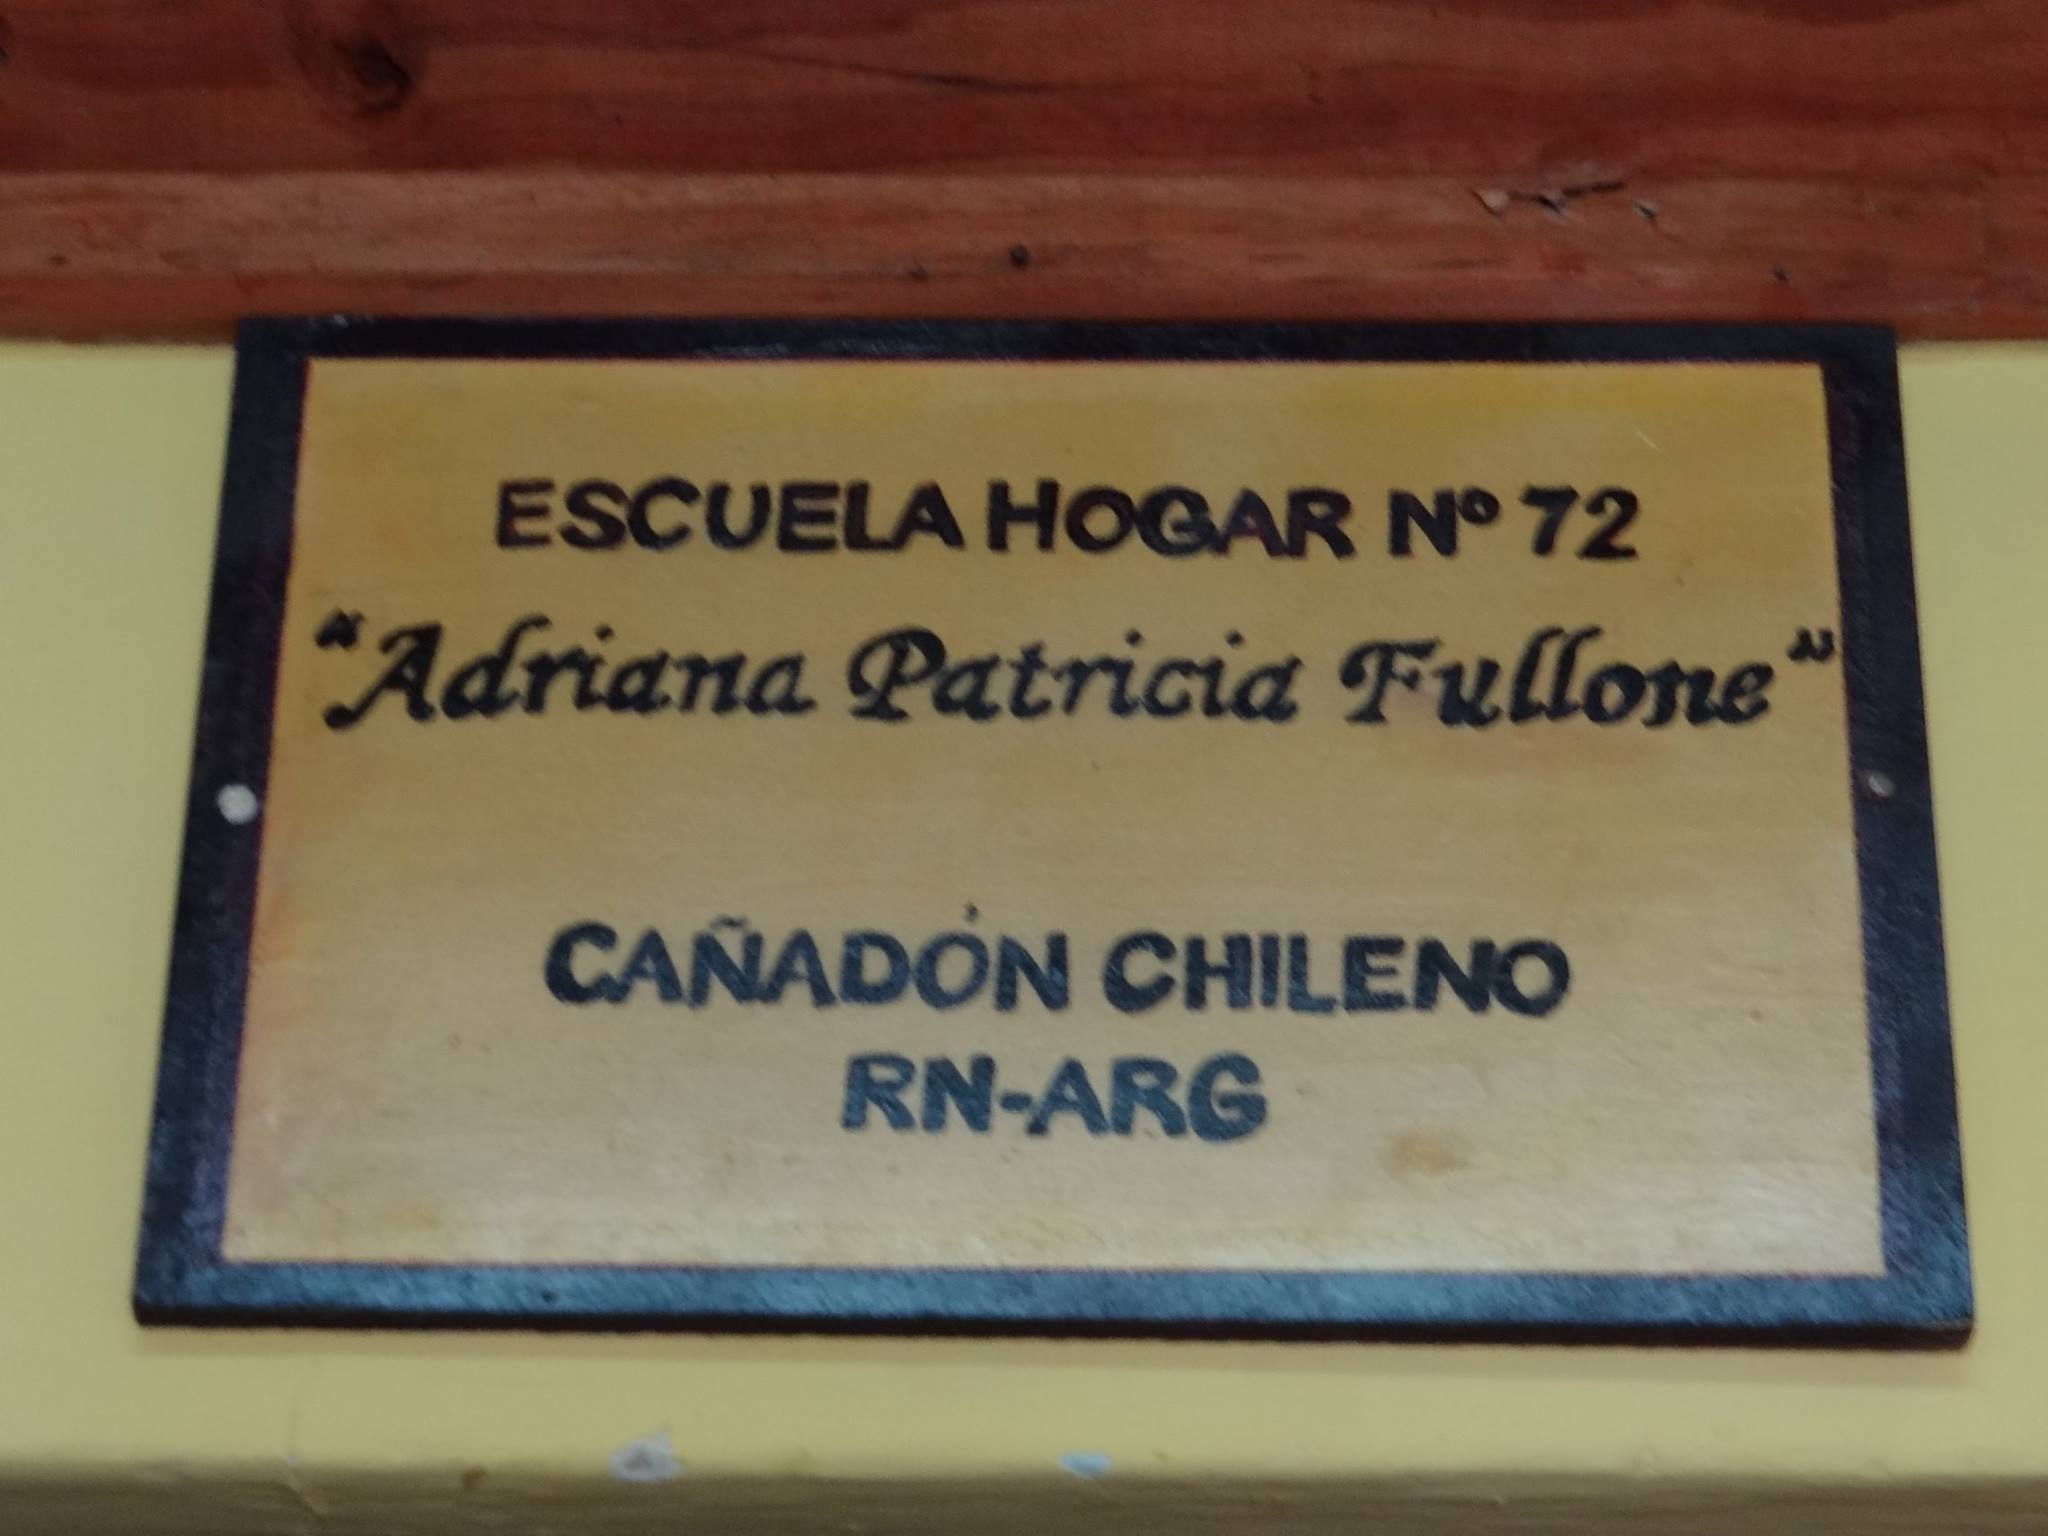 ESCUELA HOGAR Nº 72
“Adriana Patricia Fullone”
CAÑADÓN CHILENO
RN-ARG